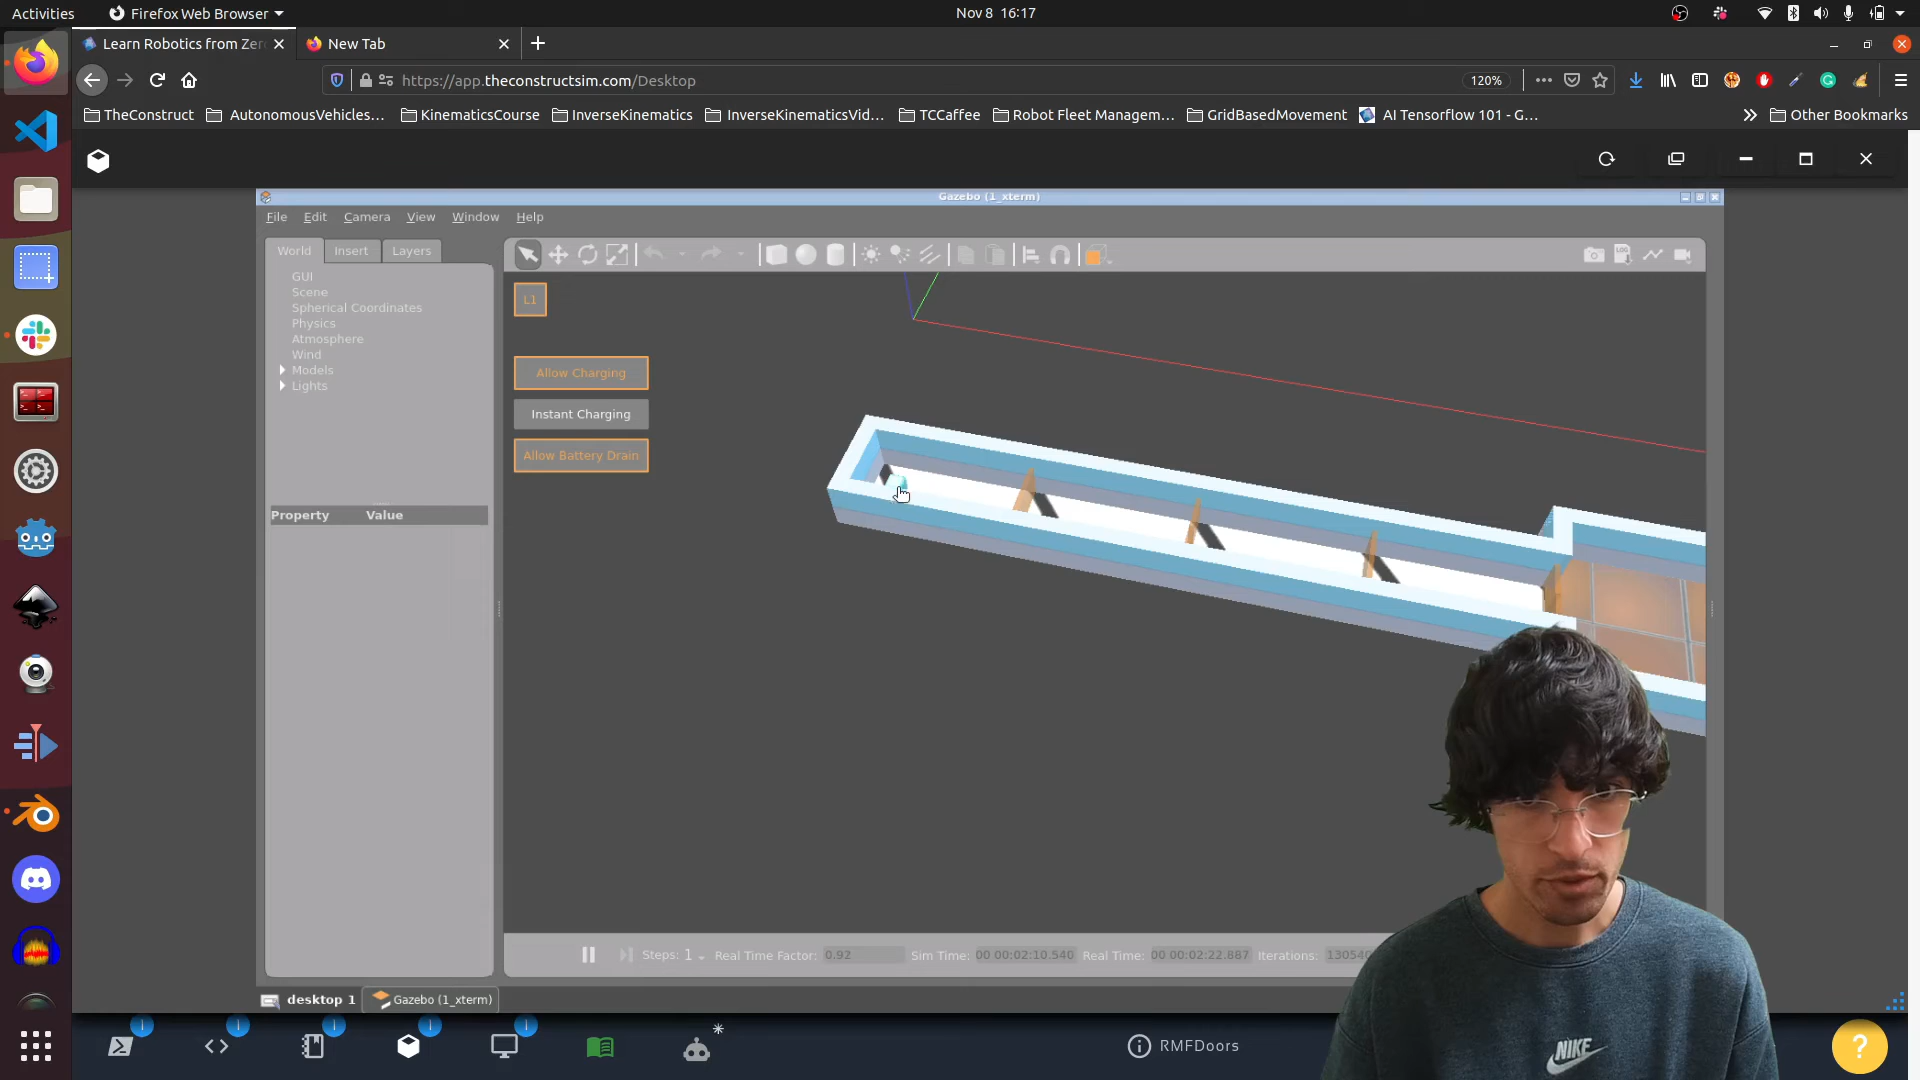 Activities
Firefox Web Browser
Nov 8 16:17
Learn Robotics from Zer
New Tab
https://app.theconstructsim.com/Desktop
120%
TheConstruct
AutonomousVehicles...
KinematicsCourse
InverseKinematics
InverseKinematicsVid...
TCCaffee
Robot Fleet Managem...
GridBasedMovement
AI Tensorflow 101 - G...
Other Bookmarks
Gazebo (1_xterm)
File Edit Camera View Window Help
World Insert Layers
GUI
Scene
Spherical Coordinates
Physics
Atmosphere
Wind
Models
Lights
Property Value
L1
Allow Charging
Instant Charging
Allow Battery Drain
Steps: 1 Real Time Factor: 0.92 Sim Time: 00 00:02:10.540 Real Time: 00 00:02:22.887 Iterations: 130540
desktop 1
Gazebo (1_xterm)
RMFDoors
NIKE